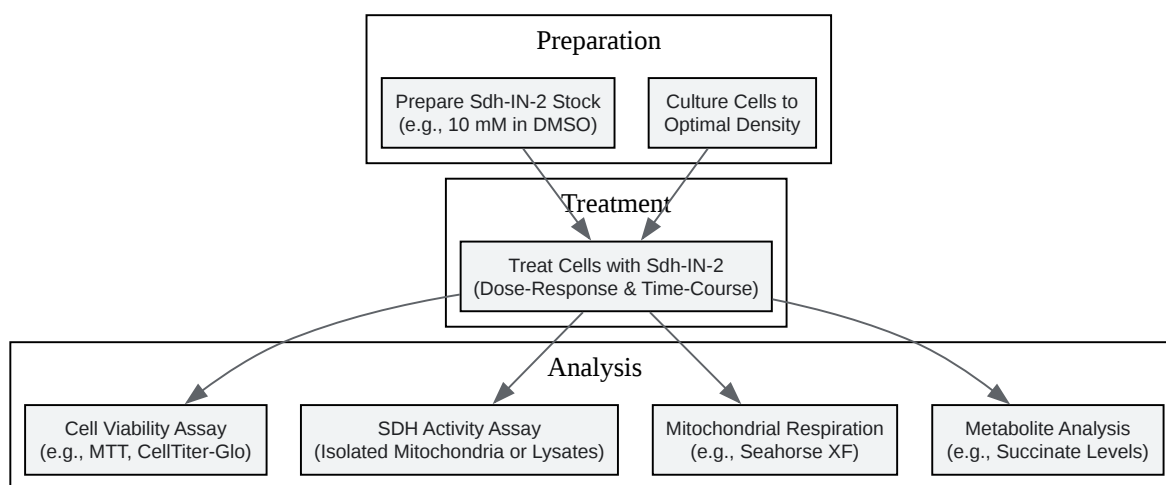 Preparation
Prepare Sdh-IN-2 Stock
(e.g., 10 mM in DMSO)
Culture Cells to
Optimal Density
Treatment
Treat Cells with Sdh-IN-2
(Dose-Response & Time-Course)
Analysis
Cell Viability Assay
(e.g., MTT, CellTiter-Glo)
SDH Activity Assay
(Isolated Mitochondria or Lysates)
Mitochondrial Respiration
(e.g., Seahorse XF)
Metabolite Analysis
(e.g., Succinate Levels)